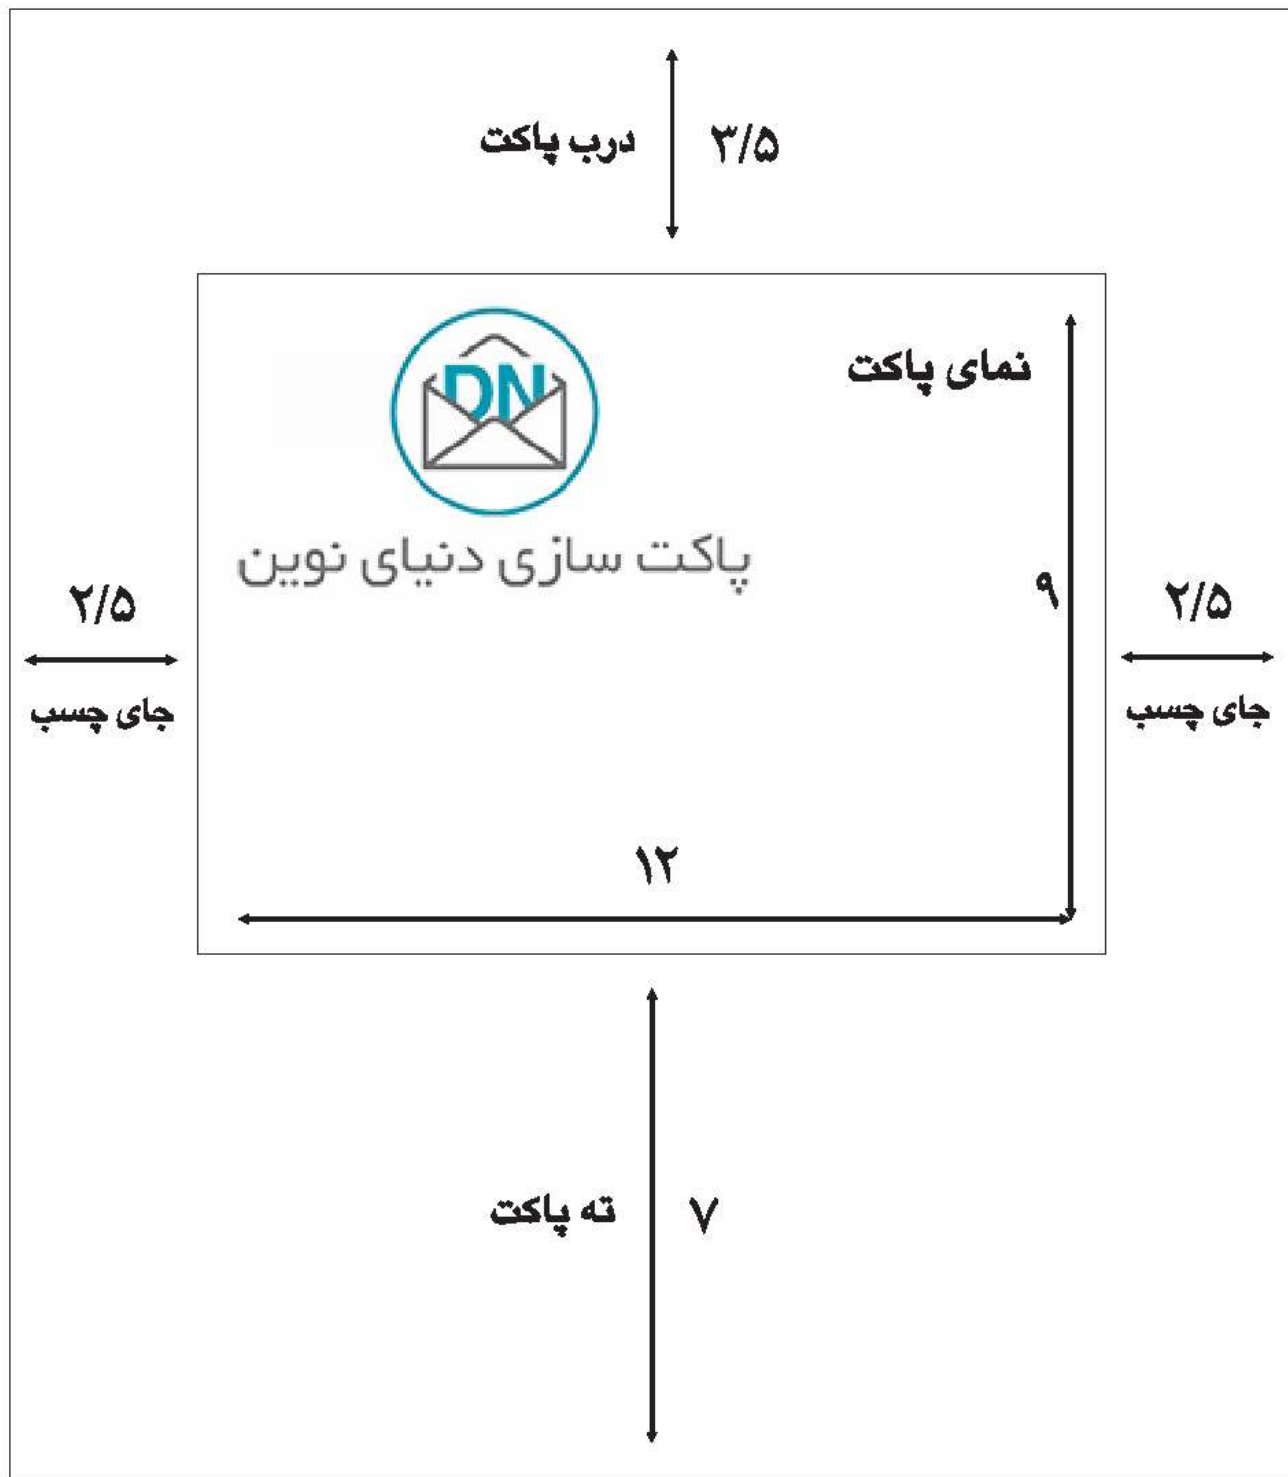 درب پاکت ۳/۵
نمای پاکت
DN
پاکت سازی دنیای نوین
۲/۵
جای چسب
۹
۲/۵
جای چسب
۱۲
ته پاکت ۷